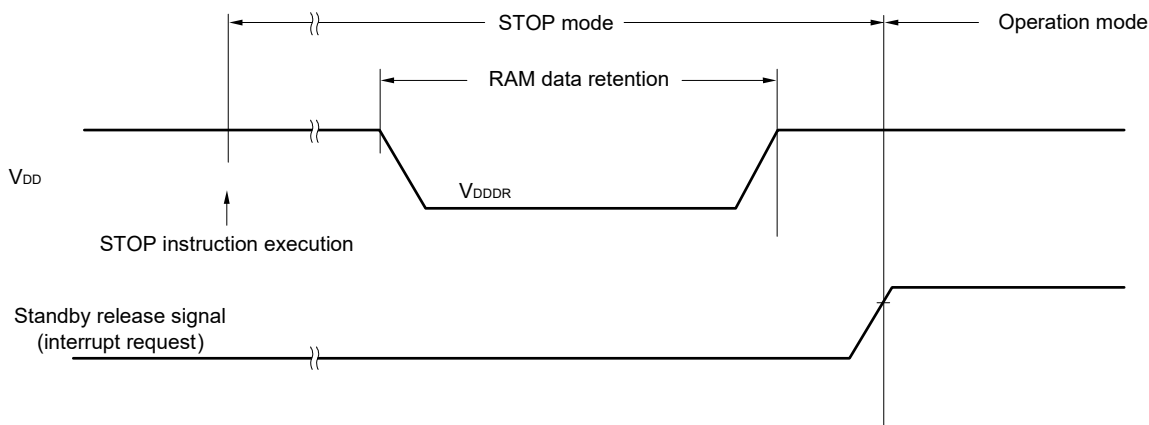 STOP mode
Operation mode
RAM data retention
VDD
VDDDR
STOP instruction execution
Standby release signal
(interrupt request)